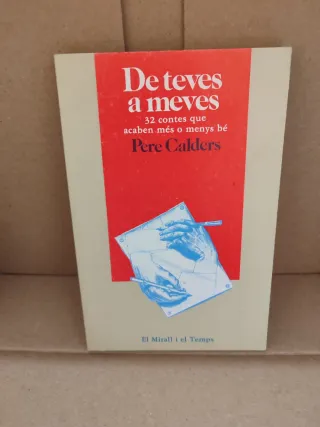 De teves
a meves
32 contes que
acaben més o menys bé
Pere Calders
El Mirall i el Temps